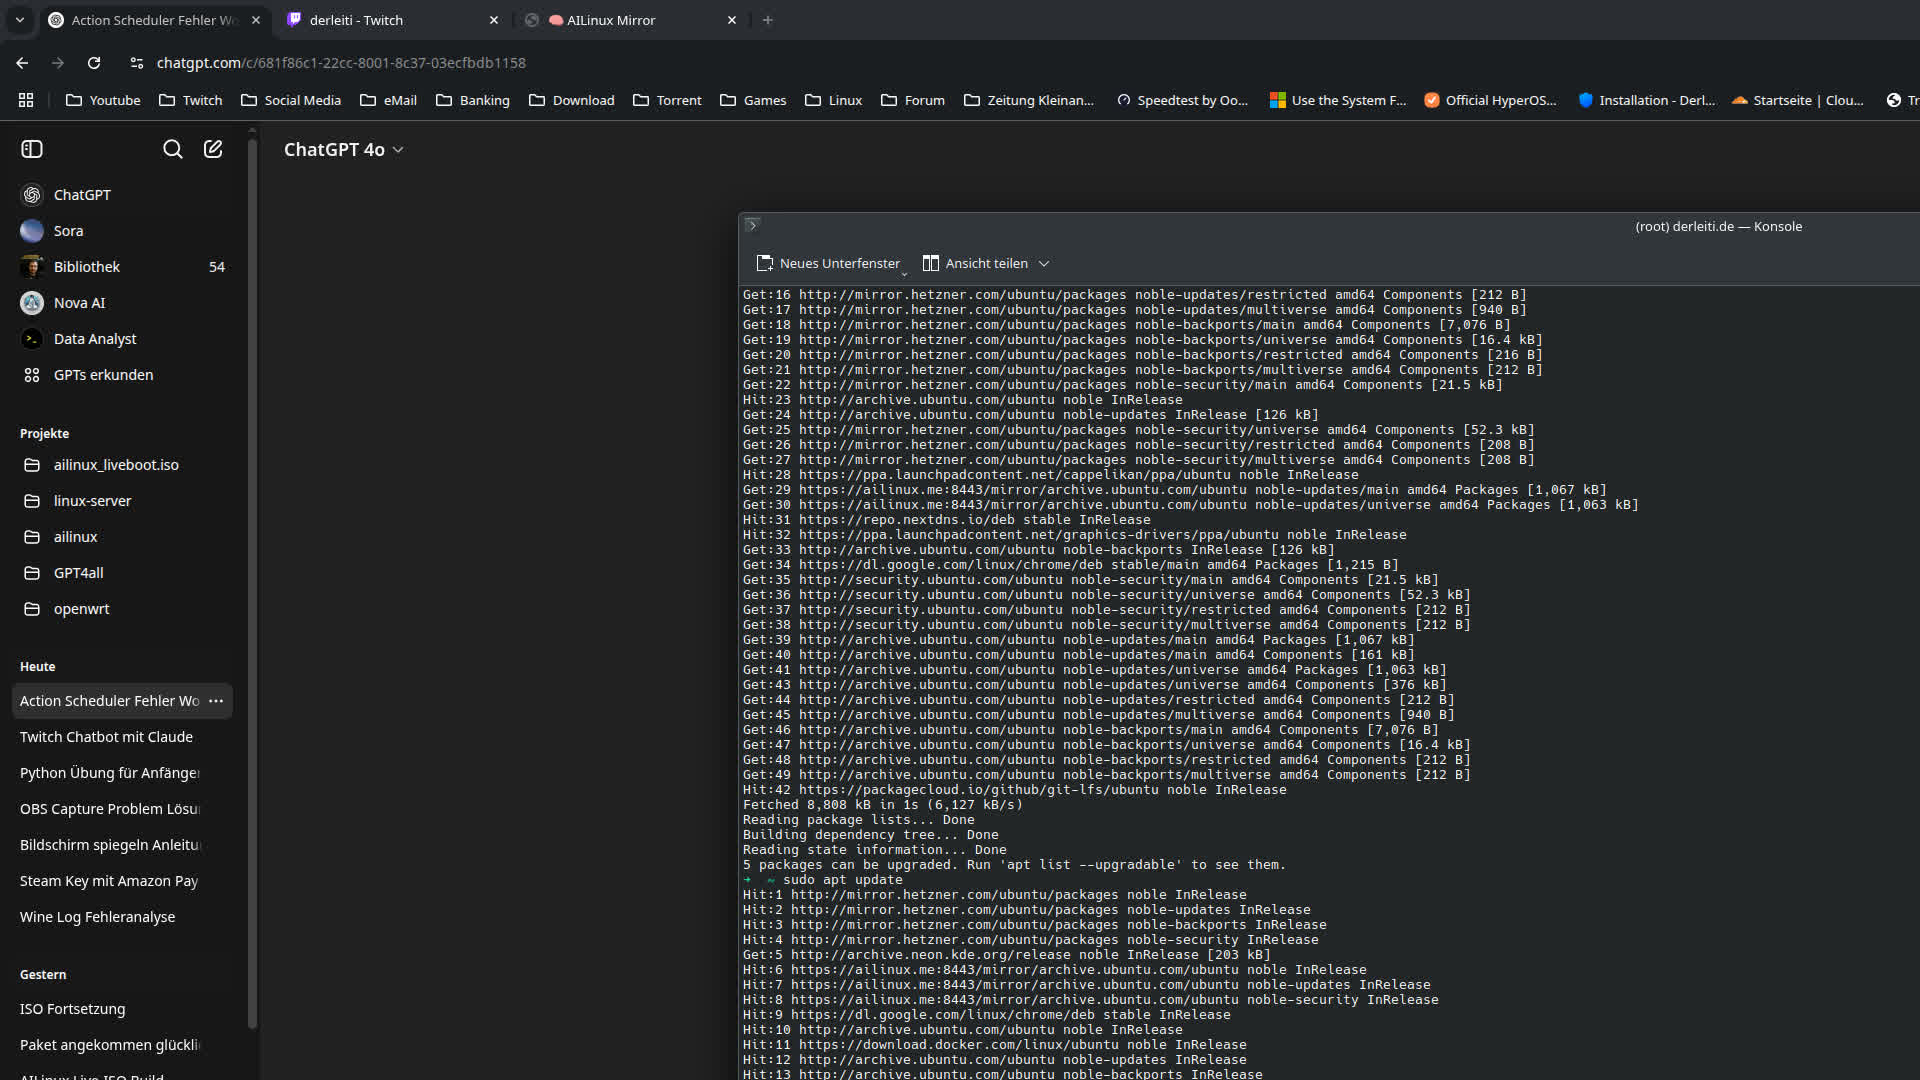 Action Scheduler Fehler Wo
derleiti - Twitch
AILinux Mirror
chatgpt.com/c/681f86c1-22cc-8001-8c37-03ecfbdb1158
Youtube
Twitch
Social Media
eMail
Banking
Download
Torrent
Games
Linux
Forum
Zeitung Kleinan...
Speedtest by Oo...
Use the System F...
Official HyperOS...
Installation - Derl...
Startseite | Clou...
Tr
ChatGPT 4o
ChatGPT
Sora
Bibliothek 54
Nova AI
Data Analyst
GPTs erkunden
Projekte
ailinux_liveboot.iso
linux-server
ailinux
GPT4all
openwrt
Heute
Action Scheduler Fehler Wo
Twitch Chatbot mit Claude
Python Übung für Anfänger
OBS Capture Problem Lösu
Bildschirm spiegeln Anleitu
Steam Key mit Amazon Pay
Wine Log Fehleranalyse
Gestern
ISO Fortsetzung
Paket angekommen glückli
AILinux Live ISO Build
(root) derleiti.de — Konsole
Neues Unterfenster
Ansicht teilen
Get:16 http://mirror.hetzner.com/ubuntu/packages noble-updates/restricted amd64 Components [212 B]
Get:17 http://mirror.hetzner.com/ubuntu/packages noble-updates/multiverse amd64 Components [940 B]
Get:18 http://mirror.hetzner.com/ubuntu/packages noble-backports/main amd64 Components [7,076 B]
Get:19 http://mirror.hetzner.com/ubuntu/packages noble-backports/universe amd64 Components [16.4 kB]
Get:20 http://mirror.hetzner.com/ubuntu/packages noble-backports/restricted amd64 Components [216 B]
Get:21 http://mirror.hetzner.com/ubuntu/packages noble-backports/multiverse amd64 Components [212 B]
Get:22 http://mirror.hetzner.com/ubuntu/packages noble-security/main amd64 Components [21.5 kB]
Hit:23 http://archive.ubuntu.com/ubuntu noble InRelease
Get:24 http://archive.ubuntu.com/ubuntu noble-updates InRelease [126 kB]
Get:25 http://mirror.hetzner.com/ubuntu/packages noble-security/universe amd64 Components [52.3 kB]
Get:26 http://mirror.hetzner.com/ubuntu/packages noble-security/restricted amd64 Components [208 B]
Get:27 http://mirror.hetzner.com/ubuntu/packages noble-security/multiverse amd64 Components [208 B]
Hit:28 https://ppa.launchpadcontent.net/cappelikan/ppa/ubuntu noble InRelease
Get:29 https://ailinux.me:8443/mirror/archive.ubuntu.com/ubuntu noble-updates/main amd64 Packages [1,067 kB]
Get:30 https://ailinux.me:8443/mirror/archive.ubuntu.com/ubuntu noble-updates/universe amd64 Packages [1,063 kB]
Hit:31 https://repo.nextdns.io/deb stable InRelease
Hit:32 https://ppa.launchpadcontent.net/graphics-drivers/ppa/ubuntu noble InRelease
Get:33 http://archive.ubuntu.com/ubuntu noble-backports InRelease [126 kB]
Get:34 https://dl.google.com/linux/chrome/deb stable/main amd64 Packages [1,215 B]
Get:35 http://security.ubuntu.com/ubuntu noble-security/main amd64 Components [21.5 kB]
Get:36 http://security.ubuntu.com/ubuntu noble-security/universe amd64 Components [52.3 kB]
Get:37 http://security.ubuntu.com/ubuntu noble-security/restricted amd64 Components [212 B]
Get:38 http://security.ubuntu.com/ubuntu noble-security/multiverse amd64 Components [212 B]
Get:39 http://archive.ubuntu.com/ubuntu noble-updates/main amd64 Packages [1,067 kB]
Get:40 http://archive.ubuntu.com/ubuntu noble-updates/main amd64 Components [161 kB]
Get:41 http://archive.ubuntu.com/ubuntu noble-updates/universe amd64 Packages [1,063 kB]
Get:43 http://archive.ubuntu.com/ubuntu noble-updates/universe amd64 Components [376 kB]
Get:44 http://archive.ubuntu.com/ubuntu noble-updates/restricted amd64 Components [212 B]
Get:45 http://archive.ubuntu.com/ubuntu noble-updates/multiverse amd64 Components [940 B]
Get:46 http://archive.ubuntu.com/ubuntu noble-backports/main amd64 Components [7,076 B]
Get:47 http://archive.ubuntu.com/ubuntu noble-backports/universe amd64 Components [16.4 kB]
Get:48 http://archive.ubuntu.com/ubuntu noble-backports/restricted amd64 Components [212 B]
Get:49 http://archive.ubuntu.com/ubuntu noble-backports/multiverse amd64 Components [212 B]
Hit:42 https://packagecloud.io/github/git-lfs/ubuntu noble InRelease
Fetched 8,808 kB in 1s (6,127 kB/s)
Reading package lists... Done
Building dependency tree... Done
Reading state information... Done
5 packages can be upgraded. Run 'apt list --upgradable' to see them.
➜ ~ sudo apt update
Hit:1 http://mirror.hetzner.com/ubuntu/packages noble InRelease
Hit:2 http://mirror.hetzner.com/ubuntu/packages noble-updates InRelease
Hit:3 http://mirror.hetzner.com/ubuntu/packages noble-backports InRelease
Hit:4 http://mirror.hetzner.com/ubuntu/packages noble-security InRelease
Get:5 http://archive.neon.kde.org/release noble InRelease [203 kB]
Hit:6 https://ailinux.me:8443/mirror/archive.ubuntu.com/ubuntu noble InRelease
Hit:7 https://ailinux.me:8443/mirror/archive.ubuntu.com/ubuntu noble-updates InRelease
Hit:8 https://ailinux.me:8443/mirror/archive.ubuntu.com/ubuntu noble-security InRelease
Hit:9 https://dl.google.com/linux/chrome/deb stable InRelease
Hit:10 http://archive.ubuntu.com/ubuntu noble InRelease
Hit:11 https://download.docker.com/linux/ubuntu noble InRelease
Hit:12 http://archive.ubuntu.com/ubuntu noble-updates InRelease
Hit:13 http://archive.ubuntu.com/ubuntu noble-backports InRelease